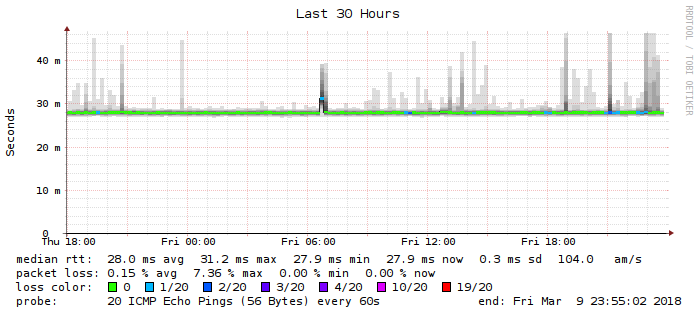 Last 30 Hours
RRDTOOL / TOBI OETIKER
Seconds
40 m
30 m
20 m
10 m
0
Thu 18:00 Fri 00:00 Fri 06:00 Fri 12:00 Fri 18:00
median rtt: 28.0 ms avg 31.2 ms max 27.9 ms min 27.9 ms now 0.3 ms sd 104.0 am/s
packet loss: 0.15 % avg 7.36 % max 0.00 % min 0.00 % now
loss color: 0 1/20 2/20 3/20 4/20 10/20 19/20
probe: 20 ICMP Echo Pings (56 Bytes) every 60s end: Fri Mar 9 23:55:02 2018